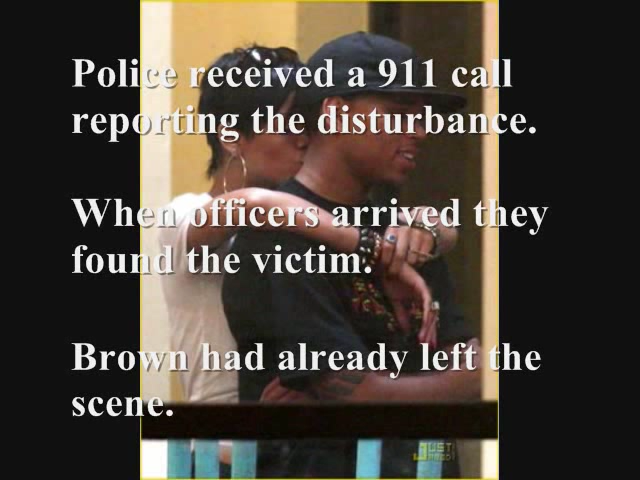 Police received a 911 call
reporting the disturbance.
When officers arrived they
found the victim.
Brown had already left the
scene.
JUST